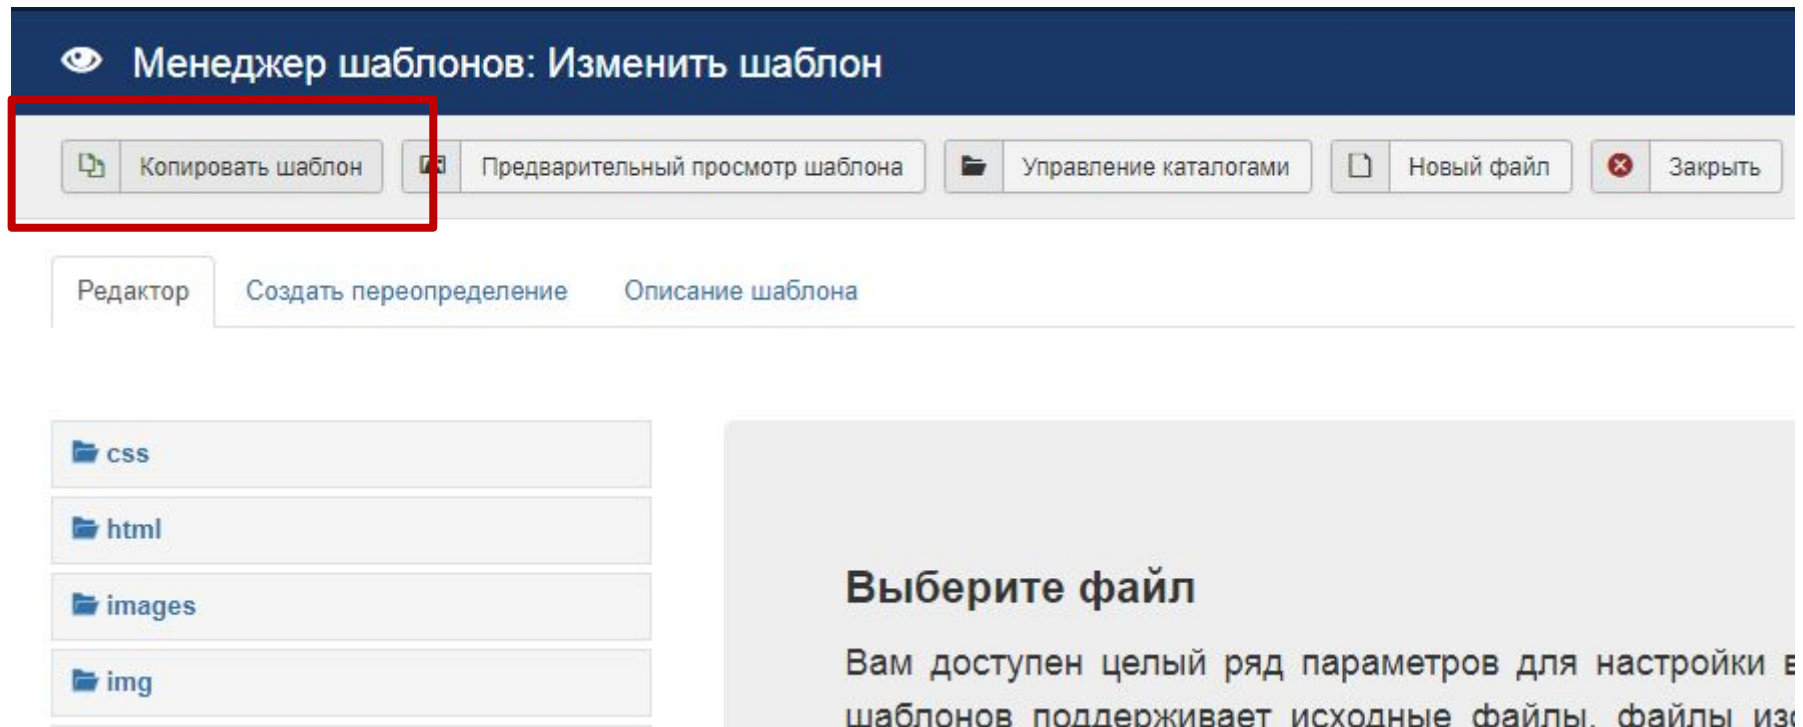 Менеджер шаблонов: Изменить шаблон
Копировать шаблон Предварительный просмотр шаблона Управление каталогами Новый файл Закрыть
Редактор Создать переопределение Описание шаблона
css
html
images
img
Выберите файл
Вам доступен целый ряд параметров для настройки
шаблонов поддерживает исходные файлы, файлы